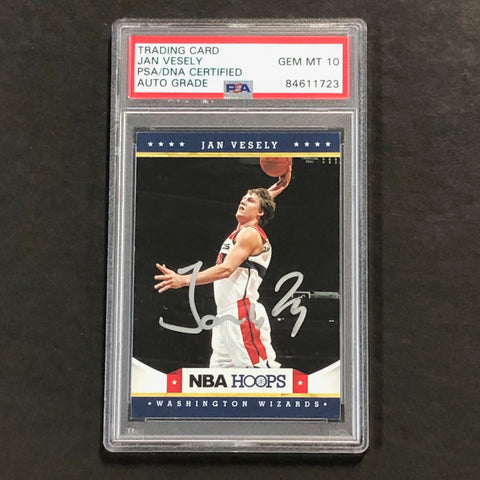 TRADING CARD
JAN VESELY GEM MT 10
PSA/DNA CERTIFIED
AUTO GRADE PSA 84611723
JAN VESELY
NBA HOOPS
WASHINGTON WIZARDS